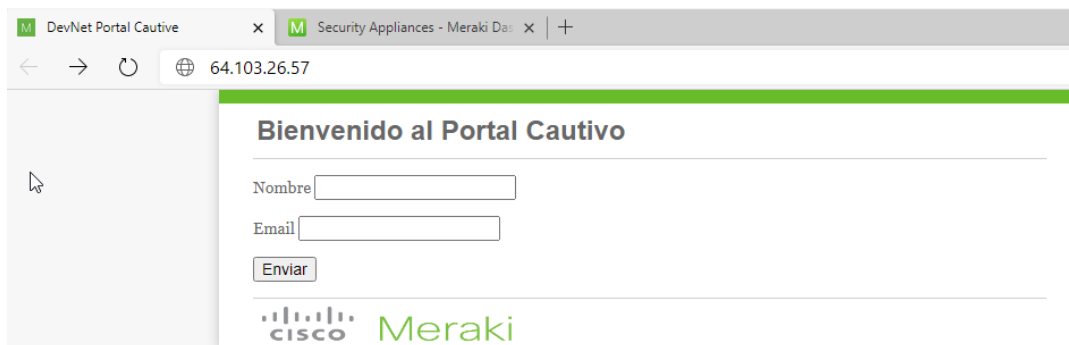 DevNet Portal Cautive
Security Appliances - Meraki Das
64.103.26.57
Bienvenido al Portal Cautivo
Nombre
Email
Enviar
CISCO Meraki